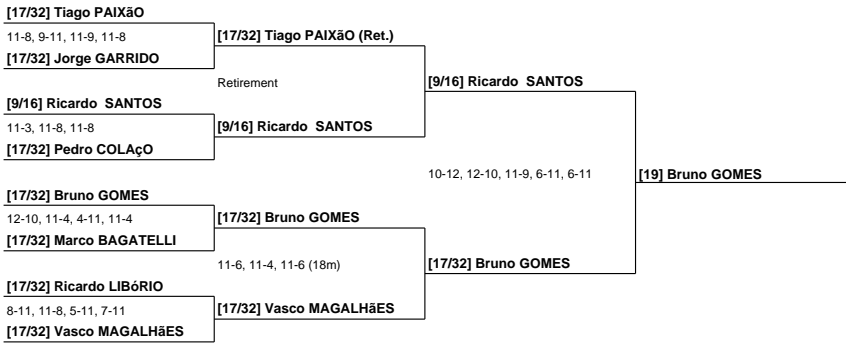 [17/32] Tiago PAIXãO
11-8, 9-11, 11-9, 11-8
[17/32] Jorge GARRIDO
[17/32] Tiago PAIXãO (Ret.)
Retirement
[9/16] Ricardo SANTOS
11-3, 11-8, 11-8
[17/32] Pedro COLAçO
[9/16] Ricardo SANTOS
[9/16] Ricardo SANTOS
10-12, 12-10, 11-9, 6-11, 6-11
[19] Bruno GOMES
[17/32] Bruno GOMES
12-10, 11-4, 4-11, 11-4
[17/32] Marco BAGATELLI
[17/32] Bruno GOMES
11-6, 11-4, 11-6 (18m)
[17/32] Bruno GOMES
[17/32] Ricardo LIBóRIO
8-11, 11-8, 5-11, 7-11
[17/32] Vasco MAGALHãES
[17/32] Vasco MAGALHãES